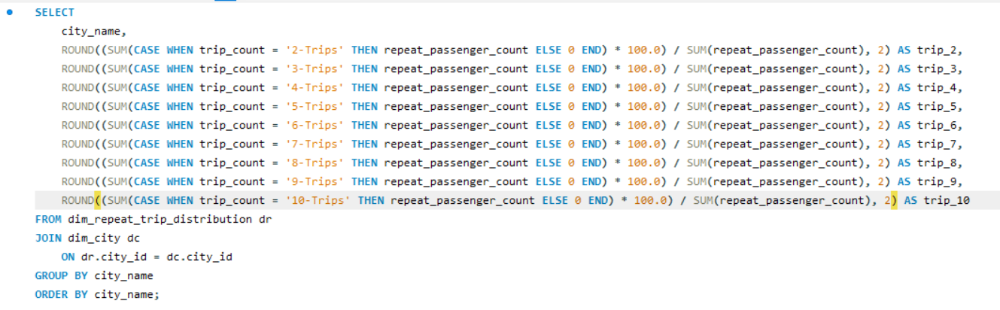 SELECT
city_name,
ROUND((SUM(CASE WHEN trip_count = '2-Trips' THEN repeat_passenger_count ELSE 0 END) * 100.0) / SUM(repeat_passenger_count), 2) AS trip_2,
ROUND((SUM(CASE WHEN trip_count = '3-Trips' THEN repeat_passenger_count ELSE 0 END) * 100.0) / SUM(repeat_passenger_count), 2) AS trip_3,
ROUND((SUM(CASE WHEN trip_count = '4-Trips' THEN repeat_passenger_count ELSE 0 END) * 100.0) / SUM(repeat_passenger_count), 2) AS trip_4,
ROUND((SUM(CASE WHEN trip_count = '5-Trips' THEN repeat_passenger_count ELSE 0 END) * 100.0) / SUM(repeat_passenger_count), 2) AS trip_5,
ROUND((SUM(CASE WHEN trip_count = '6-Trips' THEN repeat_passenger_count ELSE 0 END) * 100.0) / SUM(repeat_passenger_count), 2) AS trip_6,
ROUND((SUM(CASE WHEN trip_count = '7-Trips' THEN repeat_passenger_count ELSE 0 END) * 100.0) / SUM(repeat_passenger_count), 2) AS trip_7,
ROUND((SUM(CASE WHEN trip_count = '8-Trips' THEN repeat_passenger_count ELSE 0 END) * 100.0) / SUM(repeat_passenger_count), 2) AS trip_8,
ROUND((SUM(CASE WHEN trip_count = '9-Trips' THEN repeat_passenger_count ELSE 0 END) * 100.0) / SUM(repeat_passenger_count), 2) AS trip_9,
ROUND((SUM(CASE WHEN trip_count = '10-Trips' THEN repeat_passenger_count ELSE 0 END) * 100.0) / SUM(repeat_passenger_count), 2) AS trip_10
FROM dim_repeat_trip_distribution dr
JOIN dim_city dc
ON dr.city_id = dc.city_id
GROUP BY city_name
ORDER BY city_name;